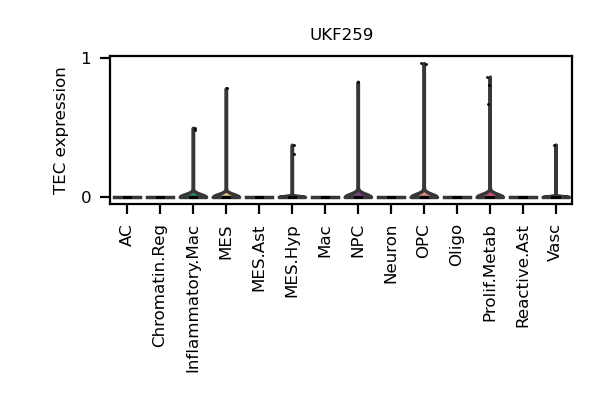 UKF259
TEC expression
1
0
AC
Chromatin.Reg
Inflammatory.Mac
MES
MES.Ast
MES.Hyp
Mac
NPC
Neuron
OPC
Oligo
Prolif.Metab
Reactive.Ast
Vasc